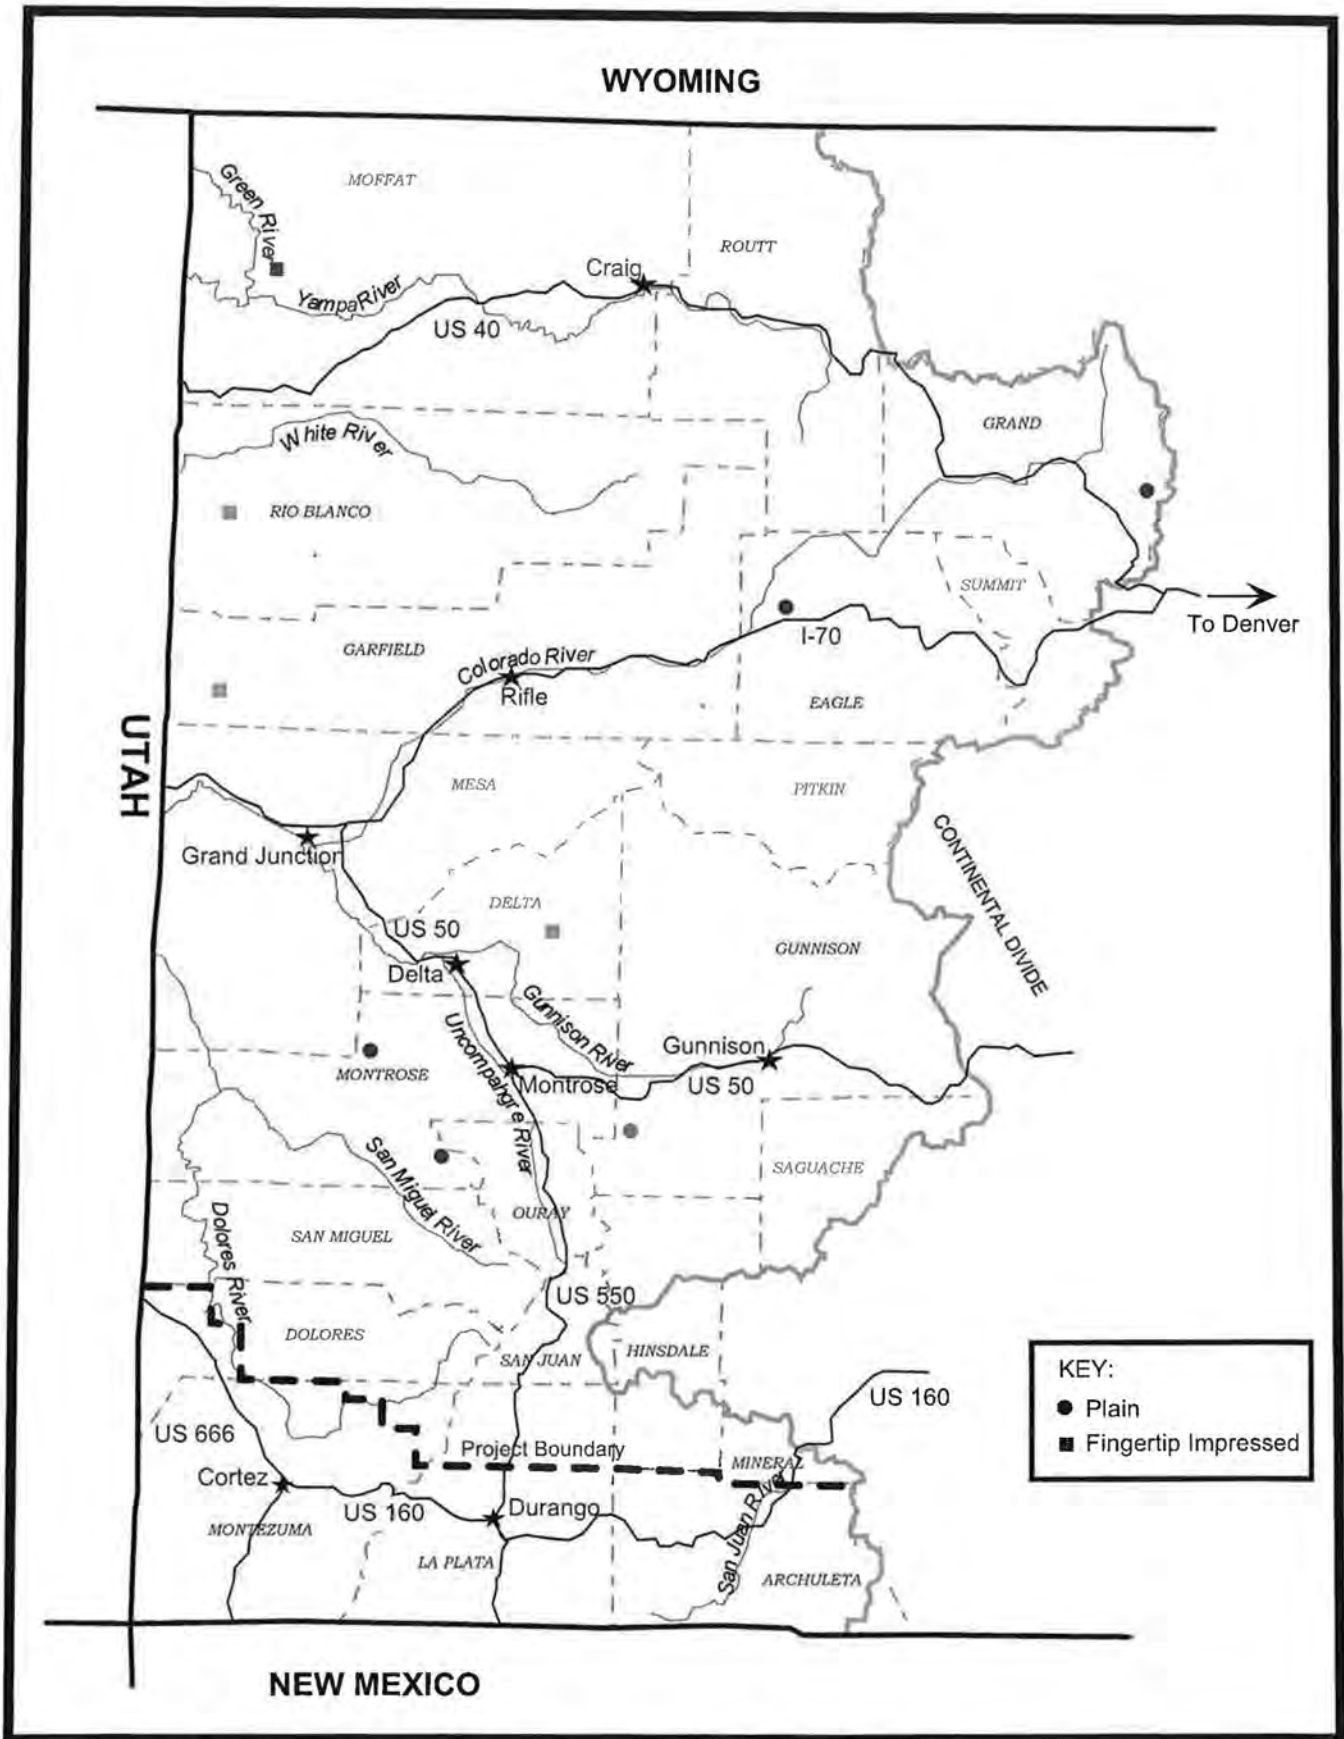 WYOMING
MOFFAT
Green River
ROUTT
Craig
Yampa River
US 40
GRAND
White River
RIO BLANCO
SUMMIT
To Denver
I-70
GARFIELD
Colorado River
Rifle
EAGLE
UTAH
MESA
PITKIN
Grand Junction
CONTINENTAL DIVIDE
DELTA
US 50
GUNNISON
Delta
Gunnison River
Uncompahgre River
Gunnison
MONTROSE
Montrose
US 50
San Miguel River
SAGUACHE
Dolores River
OURAY
SAN MIGUEL
US 550
DOLORES
SAN JUAN
HINSDALE
KEY:
Plain
Fingertip Impressed
US 160
US 666
Project Boundary
MINERAL
Cortez
US 160
Durango
San Juan River
MONTEZUMA
LA PLATA
ARCHULETA
NEW MEXICO